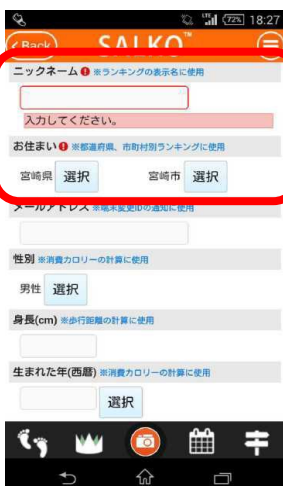 72% 18:27
<Back SALKO™
ニックネーム ※ランキングの表示名に使用
入力してください。
お住まい ※都道府県、市町村別ランキングに使用
宮崎県 選択 宮崎市 選択
メールアドレス ※端末変更IDの通知に使用
性別 ※消費カロリーの計算に使用
男性 選択
身長(cm) ※歩行距離の計算に使用
生まれた年(西暦) ※消費カロリーの計算に使用
選択